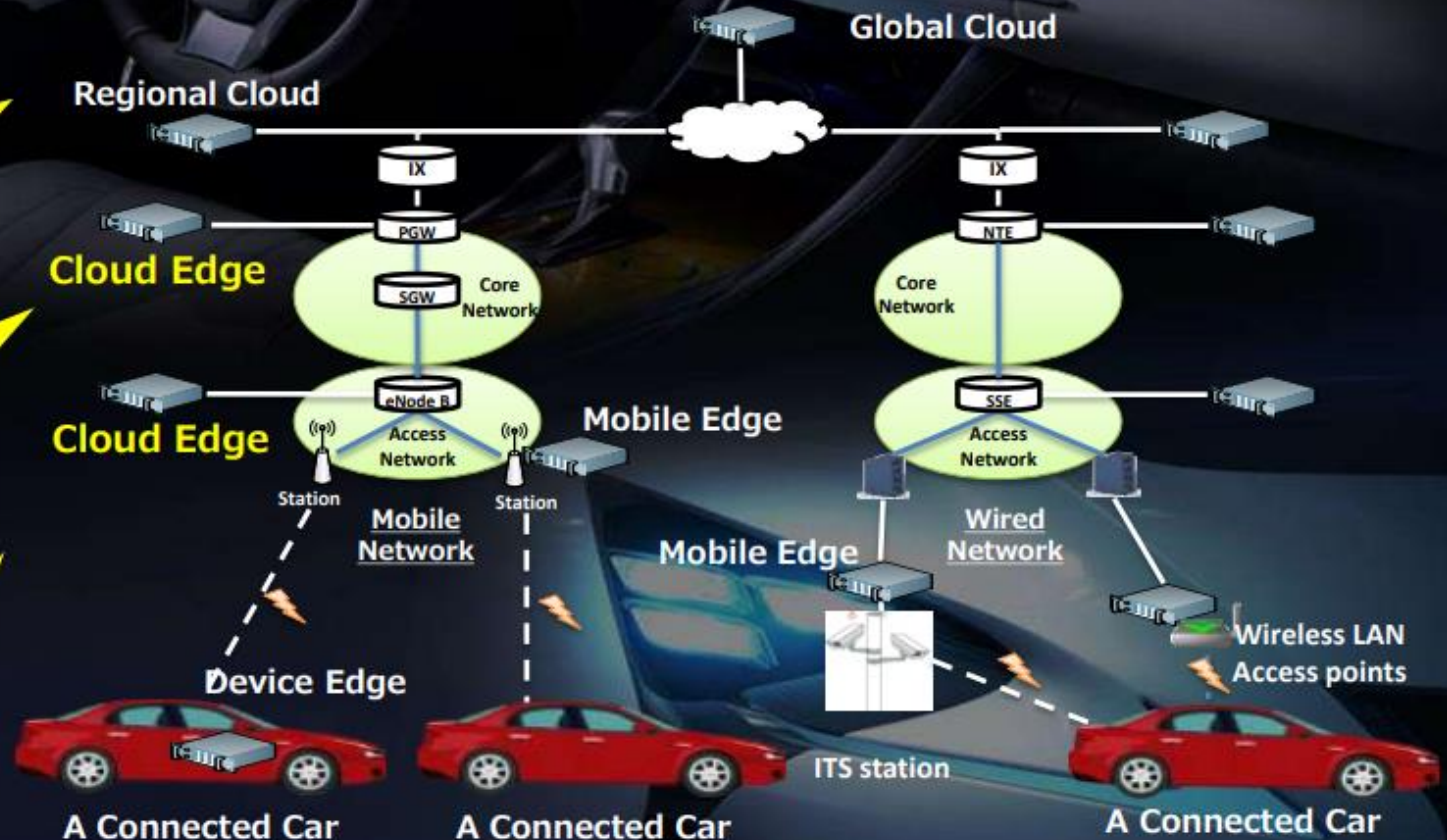 Global Cloud
Regional Cloud
IX
IX
PGW
NTE
Cloud Edge
SGW
Core
Network
Core
Network
eNode B
SSE
Cloud Edge
Access
Network
Mobile Edge
Access
Network
Station
Station
Mobile
Network
Wired
Network
Mobile Edge
Wireless LAN
Access points
Device Edge
ITS station
A Connected Car
A Connected Car
A Connected Car